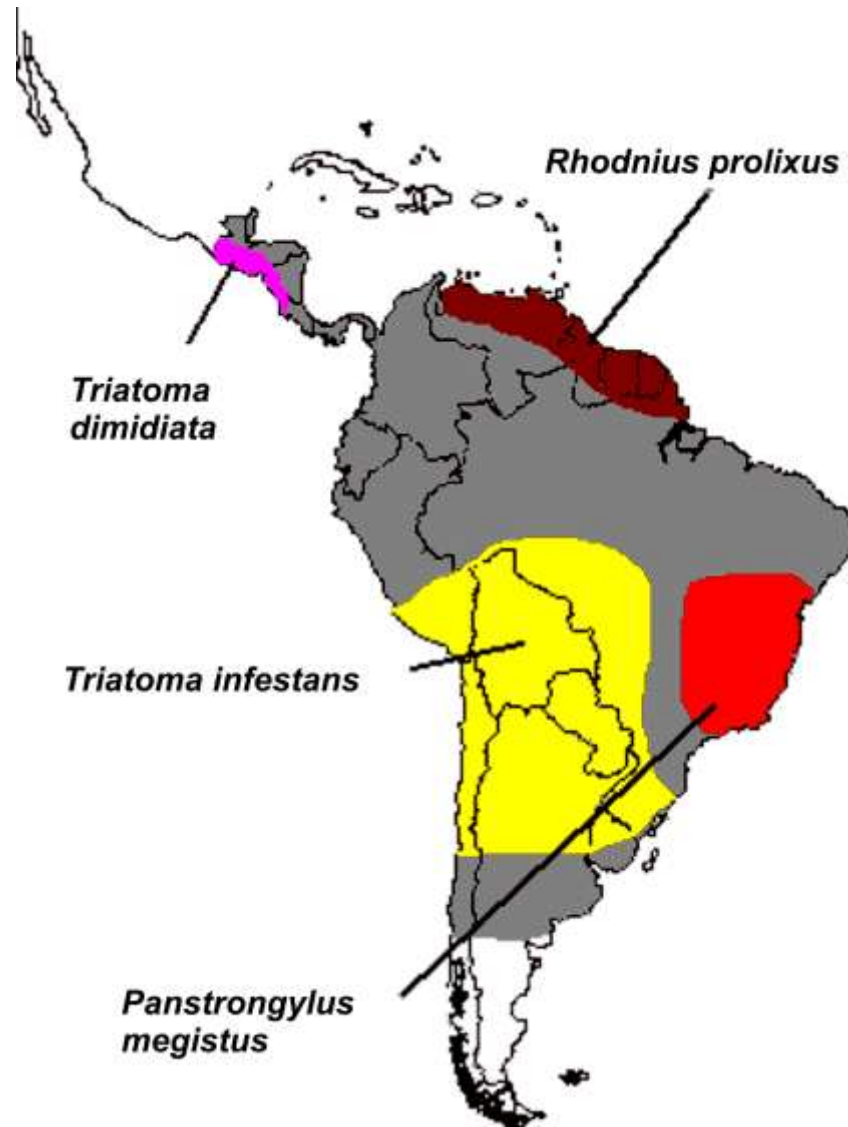 Rhodnius prolixus
Triatoma
dimidiata
Triatoma infestans
Panstrongylus
megistus